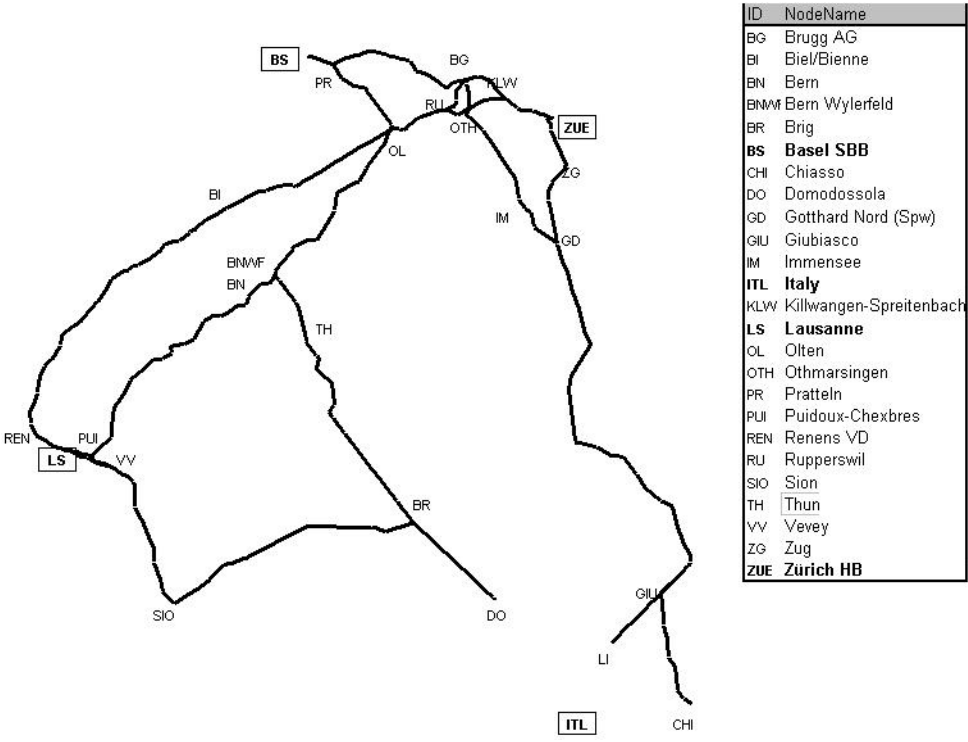 BS
PR
BG
KLW
RU
OTH
ZUE
OL
ZG
BI
IM
GD
BNWF
BN
TH
REN
PUI
LS
VV
BR
SIO
DO
GIU
LI
ITL
CHI
ID NodeName
BG Brugg AG
BI Biel/Bienne
BN Bern
BNWF Bern Wylerfeld
BR Brig
BS Basel SBB
CHI Chiasso
DO Domodossola
GD Gotthard Nord (Spw)
GIU Giubiasco
IM Immensee
ITL Italy
KLW Killwangen-Spreitenbach
LS Lausanne
OL Olten
OTH Othmarsingen
PR Pratteln
PUI Puidoux-Chexbres
REN Renens VD
RU Rupperswil
SIO Sion
TH Thun
VV Vevey
ZG Zug
ZUE Zürich HB